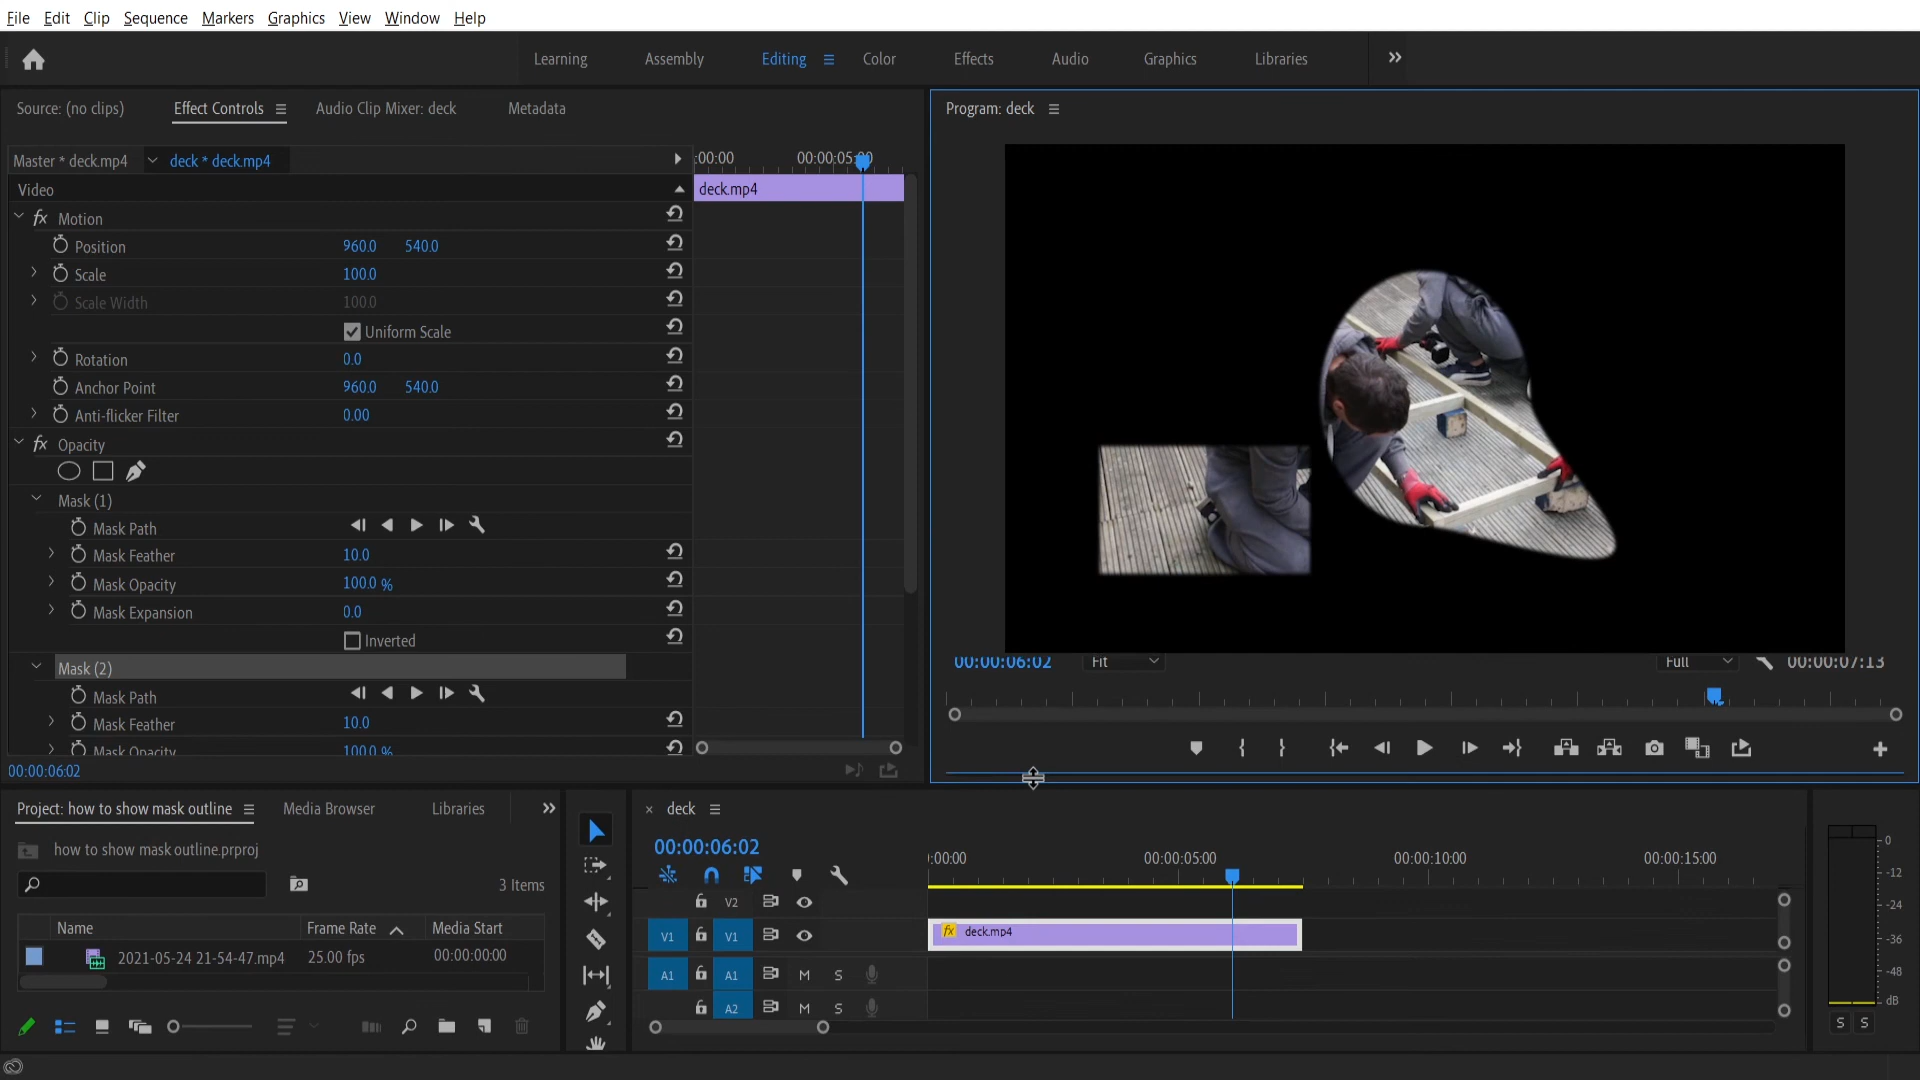 File Edit Clip Sequence Markers Graphics View Window Help
Learning Assembly Editing Color Effects Audio Graphics Libraries
Source: (no clips) Effect Controls Audio Clip Mixer: deck Metadata
Program: deck
Master * deck.mp4 deck * deck.mp4
:00:00 00:00:05:00
Video
deck.mp4
fx Motion
Position 960.0 540.0
Scale 100.0
Scale Width 100.0
Uniform Scale
Rotation 0.0
Anchor Point 960.0 540.0
Anti-flicker Filter 0.00
fx Opacity
Mask (1)
Mask Path
Mask Feather 10.0
Mask Opacity 100.0 %
Mask Expansion 0.0
Inverted
Mask (2)
Mask Path
Mask Feather 10.0
Mask Opacity 100.0 %
00:00:06:02
00:00:06:02 Fit Full 00:00:07:13
Project: how to show mask outline Media Browser Libraries
how to show mask outline.prproj
3 Items
Name Frame Rate Media Start
2021-05-24 21-54-47.mp4 25.00 fps 00:00:00:00
deck
00:00:06:02
:00:00 00:00:05:00 00:00:10:00 00:00:15:00
V2
V1 V1 fx deck.mp4
A1 A1 M S
A2 M S
0
-12
-24
-36
-48
dB
S S